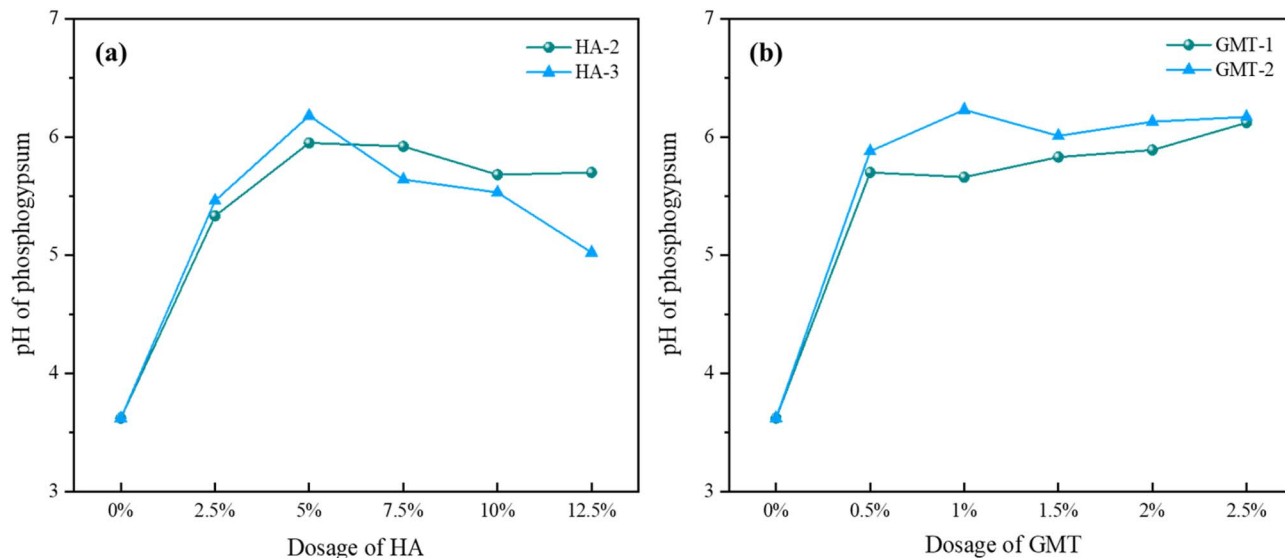 (a)
HA-2
HA-3
pH of phosphogypsum
7
6
5
4
3
0% 2.5% 5% 7.5% 10% 12.5%
Dosage of HA
(b)
GMT-1
GMT-2
pH of phosphogypsum
7
6
5
4
3
0% 0.5% 1% 1.5% 2% 2.5%
Dosage of GMT